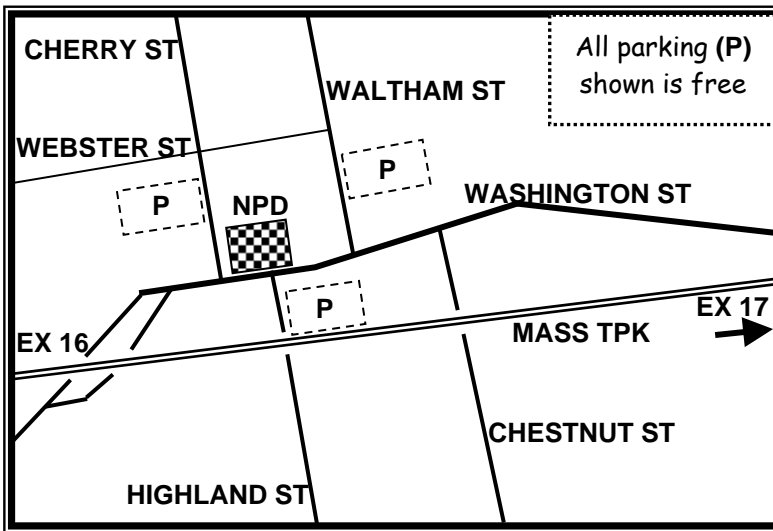 CHERRY ST
All parking (P)
shown is free
WALTHAM ST
WEBSTER ST
P
WASHINGTON ST
P
NPD
P
EX 17
EX 16
MASS TPK
CHESTNUT ST
HIGHLAND ST